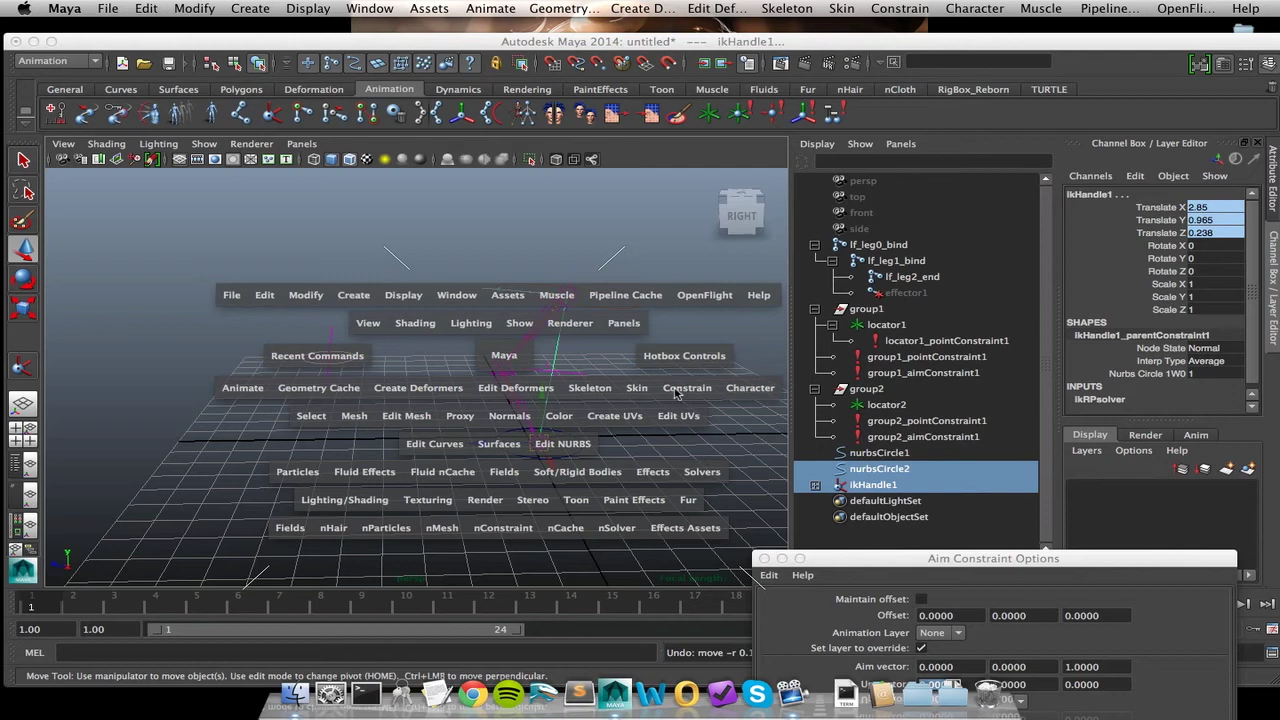 Maya File Edit Modify Create Display Window Assets Animate Geometry… Create D… Edit Def… Skeleton Skin Constrain Character Muscle Pipeline… OpenFli… Help
Autodesk Maya 2014: untitled* --- ikHandle1...
Animation
General Curves Surfaces Polygons Deformation Animation Dynamics Rendering PaintEffects Toon Muscle Fluids Fur nHair nCloth RigBox_Reborn TURTLE
View Shading Lighting Show Renderer Panels
Display Show Panels
Channel Box / Layer Editor
Channels Edit Object Show
Attribute Editor
Channel Box / Layer Editor
RIGHT
persp
top
front
side
lf_leg0_bind
lf_leg1_bind
lf_leg2_end
effector1
group1
locator1
locator1_pointConstraint1
group1_pointConstraint1
group1_aimConstraint1
group2
locator2
group2_pointConstraint1
group2_aimConstraint1
nurbsCircle1
nurbsCircle2
ikHandle1
defaultLightSet
defaultObjectSet
ikHandle1 . . .
Translate X 2.85
Translate Y 0.965
Translate Z 0.238
Rotate X 0
Rotate Y 0
Rotate Z 0
Scale X 1
Scale Y 1
Scale Z 1
SHAPES
ikHandle1_parentConstraint1
Node State Normal
Interp Type Average
Nurbs Circle 1W0 1
INPUTS
ikRPsolver
Display Render Anim
Layers Options Help
File Edit Modify Create Display Window Assets Muscle Pipeline Cache OpenFlight Help
View Shading Lighting Show Renderer Panels
Recent Commands Maya Hotbox Controls
Animate Geometry Cache Create Deformers Edit Deformers Skeleton Skin Constrain Character
Select Mesh Edit Mesh Proxy Normals Color Create UVs Edit UVs
Edit Curves Surfaces Edit NURBS
Particles Fluid Effects Fluid nCache Fields Soft/Rigid Bodies Effects Solvers
Lighting/Shading Texturing Render Stereo Toon Paint Effects Fur
Fields nHair nParticles nMesh nConstraint nCache nSolver Effects Assets
persp
Focal Length:
Y
Aim Constraint Options
Edit Help
Maintain offset:
Offset: 0.0000 0.0000 0.0000
Animation Layer None
Set layer to override:
Aim vector: 0.0000 0.0000 1.0000
0.0000 0.0000
1 2 3 4 5 6 7 8 9 10 11 12 13 14 15 16 17 18
1
1.00 1.00 1 24
MEL
Undo: move -r 0.1
Move Tool: Use manipulator to move object(s). Use edit mode to change pivot (HOME). Ctrl+LMB to move perpendicular.
MAYA
TERM